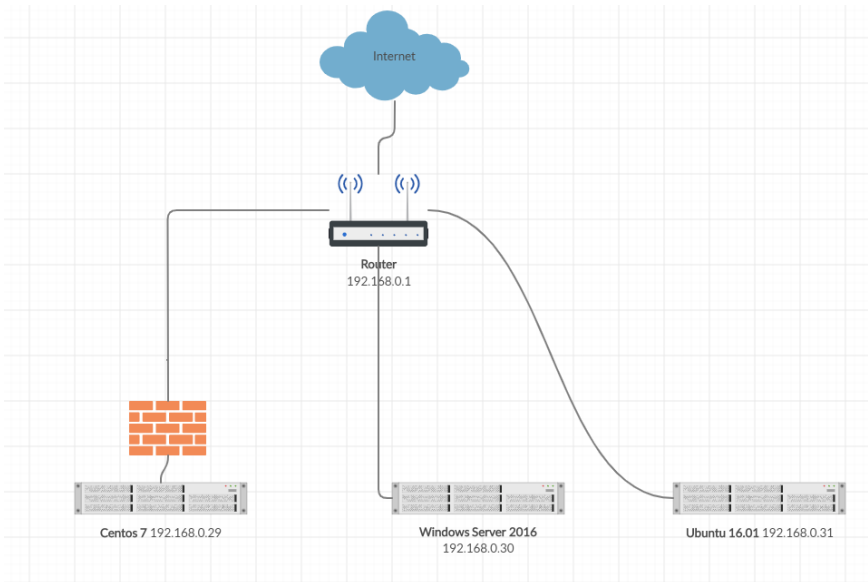 Internet
Router
192.168.0.1
Centos 7 192.168.0.29
Windows Server 2016
192.168.0.30
Ubuntu 16.01 192.168.0.31